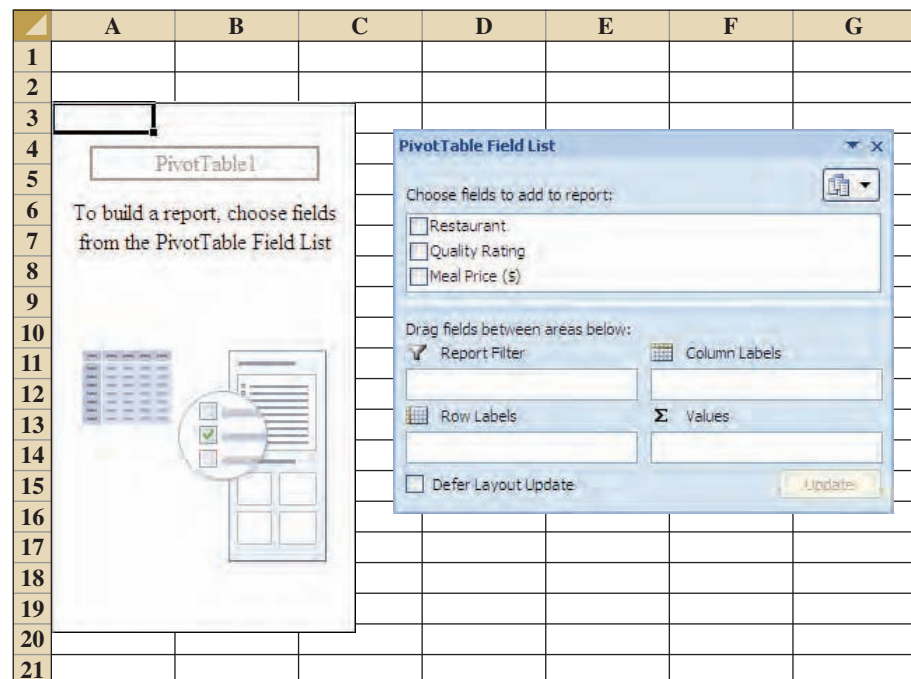 A B C D E F G
1
2
3
4
5
6
7
8
9
10
11
12
13
14
15
16
17
18
19
20
21
PivotTable1
To build a report, choose fields
from the PivotTable Field List
PivotTable Field List
Choose fields to add to report:
Restaurant
Quality Rating
Meal Price ($)
Drag fields between areas below:
Report Filter Column Labels
Row Labels Σ Values
Defer Layout Update Update